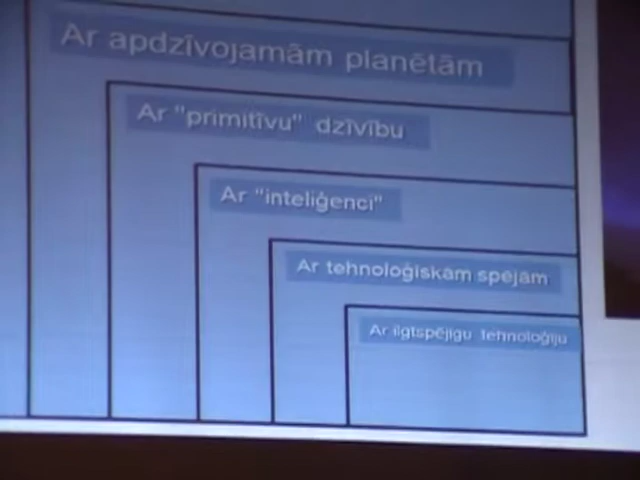 Ar apdzīvojamām planētām
Ar "primitīvu" dzīvību
Ar "inteliģenci"
Ar tehnoloģiskām spējām
Ar ilgtspējīgu tehnoloģiju